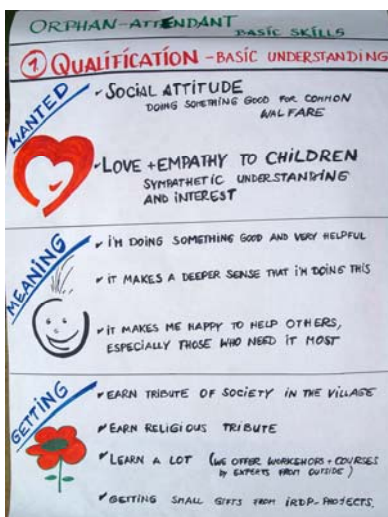 ORPHAN-ATTENDANT
BASIC SKILLS
① QUALIFICATION - BASIC UNDERSTANDING
WANTED
SOCIAL ATTITUDE
DOING SOMETHING GOOD FOR COMMON
WALFARE
LOVE + EMPATHY TO CHILDREN
SYMPATHETIC UNDERSTANDING
AND INTEREST
MEANING
I'M DOING SOMETHING GOOD AND VERY HELPFUL
IT MAKES A DEEPER SENSE THAT I'M DOING THIS
IT MAKES ME HAPPY TO HELP OTHERS,
ESPECIALLY THOSE WHO NEED IT MOST
GETTING
EARN TRIBUTE OF SOCIETY IN THE VILLAGE
EARN RELIGIOUS TRIBUTE
LEARN A LOT (WE OFFER WORKSHOPS + COURSES
by EXPERTS FROM OUTSIDE)
GETTING SMALL GIFTS FROM IRDP-PROJECTS.